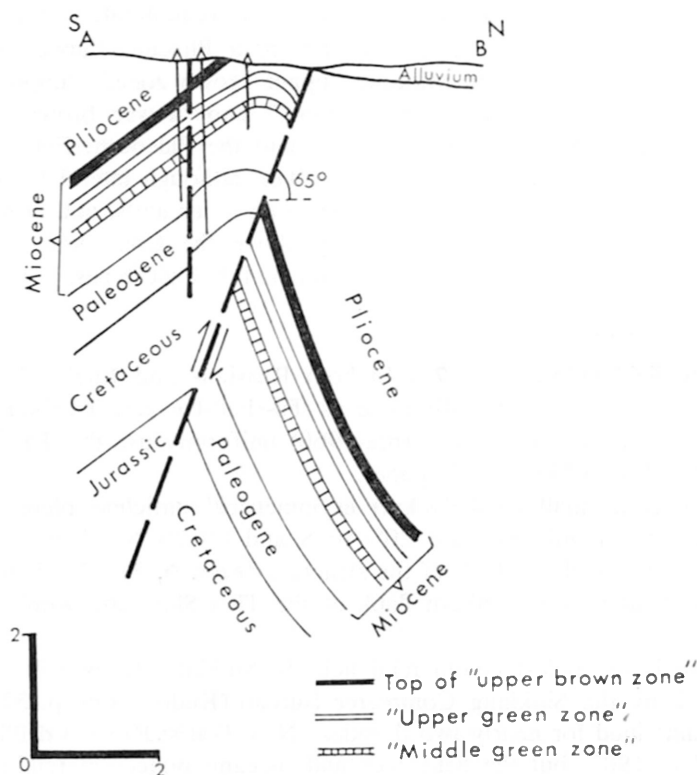 S N
A B
Alluvium
Pliocene
65°
Miocene
Paleogene
Pliocene
Cretaceous
Jurassic
Paleogene
Cretaceous
Miocene
2
0 2
Top of "upper brown zone"
"Upper green zone"
"Middle green zone"